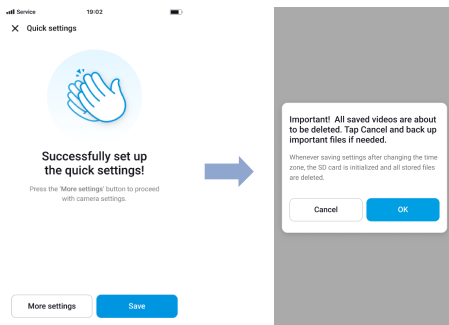 Service
19:02
Quick settings
Successfully set up
the quick settings!
Press the 'More settings' button to proceed
with camera settings.
More settings
Save
Important! All saved videos are about
to be deleted. Tap Cancel and back up
important files if needed.
Whenever saving settings after changing the time
zone, the SD card is initialized and all stored files
are deleted.
Cancel
OK